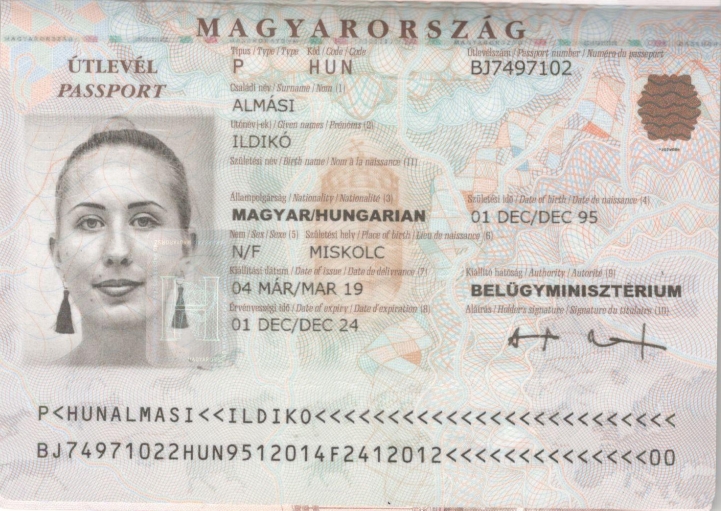 MAGYARORSZÁG
ÚTLEVÉL
PASSPORT
Típus / Type / Type Kód / Code / Code Útlevélszám / Passport number / Numéro du passeport
P HUN BJ7497102
Családi név / Surname / Nom (1)
ALMÁSI
Utónév(-ek) / Given names / Prénoms (2)
ILDIKÓ
Születési név / Birth name / Nom à la naissance (11)
Állampolgárság / Nationality / Nationalité (3) Születési idő / Date of birth / Date de naissance (4)
MAGYAR/HUNGARIAN 01 DEC/DEC 95
Nem / Sex / Sexe (5) Születési hely / Place of birth / Lieu de naissance (6)
N/F MISKOLC
Kiállítási dátum / Date of issue / Date de délivrance (7) Kiállító hatóság / Authority / Autorité (9)
04 MÁR/MAR 19 BELÜGYMINISZTÉRIUM
Érvényességi idő / Date of expiry / Date d'expiration (8) Aláírás / Holder's signature / Signature du titulaire (10)
01 DEC/DEC 24
P<HUNALMASI<<ILDIKO<<<<<<<<<<<<<<<<<<<<<<<<<
BJ74971022HUN9512014F2412012<<<<<<<<<<<<<<00